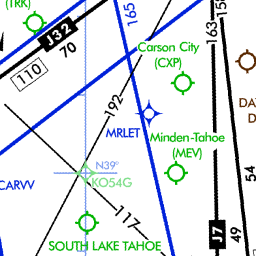 (TRK)
J32
70
110
165
Carson City
(CXP)
163
158
192
MRLET
Minden-Tahoe
(MEV)
DA
D
N39°
KO54G
CARVV
117
SOUTH LAKE TAHOE
J7
49
54